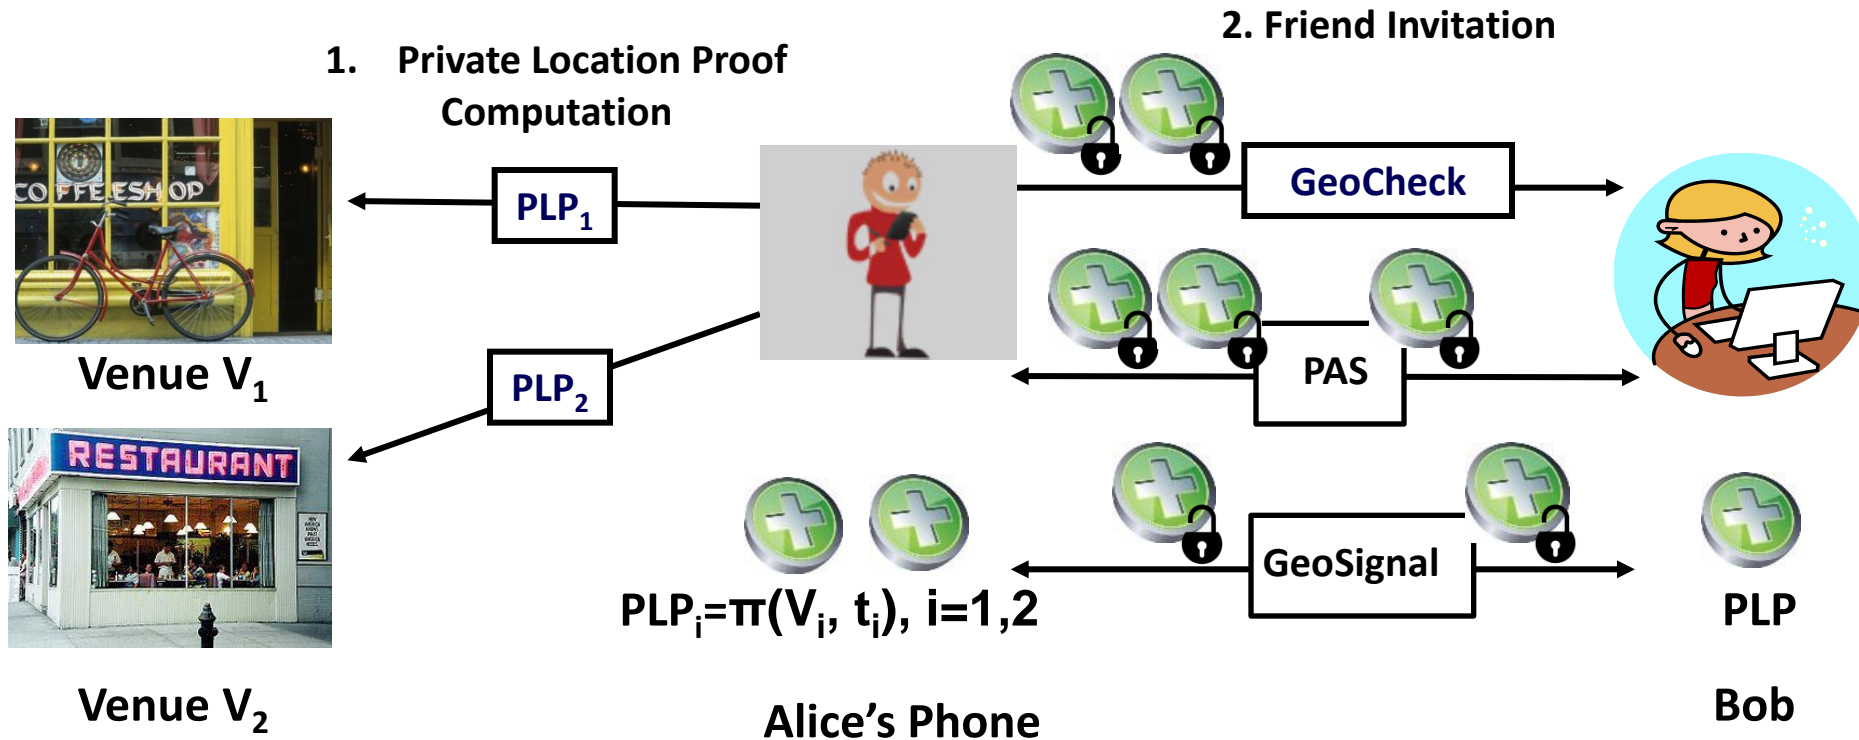 1. Private Location Proof
Computation
2. Friend Invitation
COFFEESHOP
PLP₁
GeoCheck
Venue V₁
PLP₂
PAS
RESTAURANT
GeoSignal
PLPᵢ=π(Vᵢ, tᵢ), i=1,2
PLP
Venue V₂
Alice’s Phone
Bob